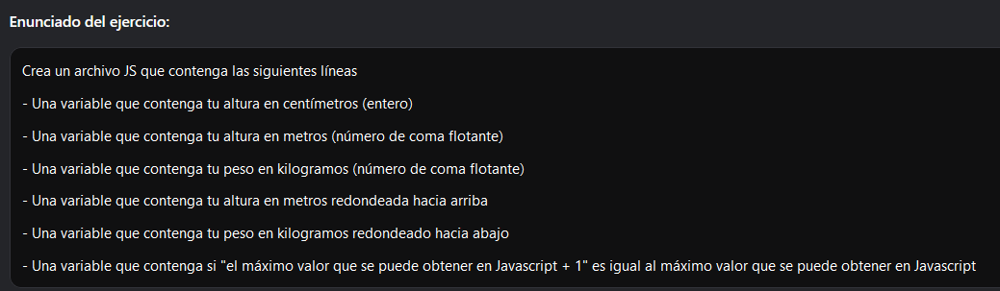 Enunciado del ejercicio:
Crea un archivo JS que contenga las siguientes líneas
- Una variable que contenga tu altura en centímetros (entero)
- Una variable que contenga tu altura en metros (número de coma flotante)
- Una variable que contenga tu peso en kilogramos (número de coma flotante)
- Una variable que contenga tu altura en metros redondeada hacia arriba
- Una variable que contenga tu peso en kilogramos redondeado hacia abajo
- Una variable que contenga si "el máximo valor que se puede obtener en Javascript + 1" es igual al máximo valor que se puede obtener en Javascript